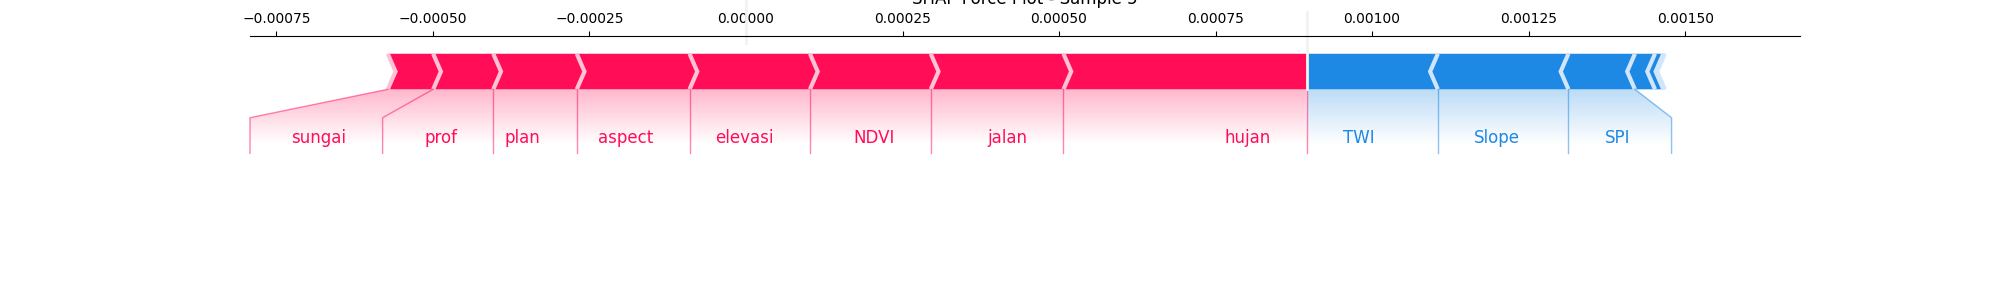 SHAP Force Plot - Sample 5
−0.00075 −0.00050 −0.00025 0.00000 0.00025 0.00050 0.00075 0.00100 0.00125 0.00150
sungai prof plan aspect elevasi NDVI jalan hujan TWI Slope SPI